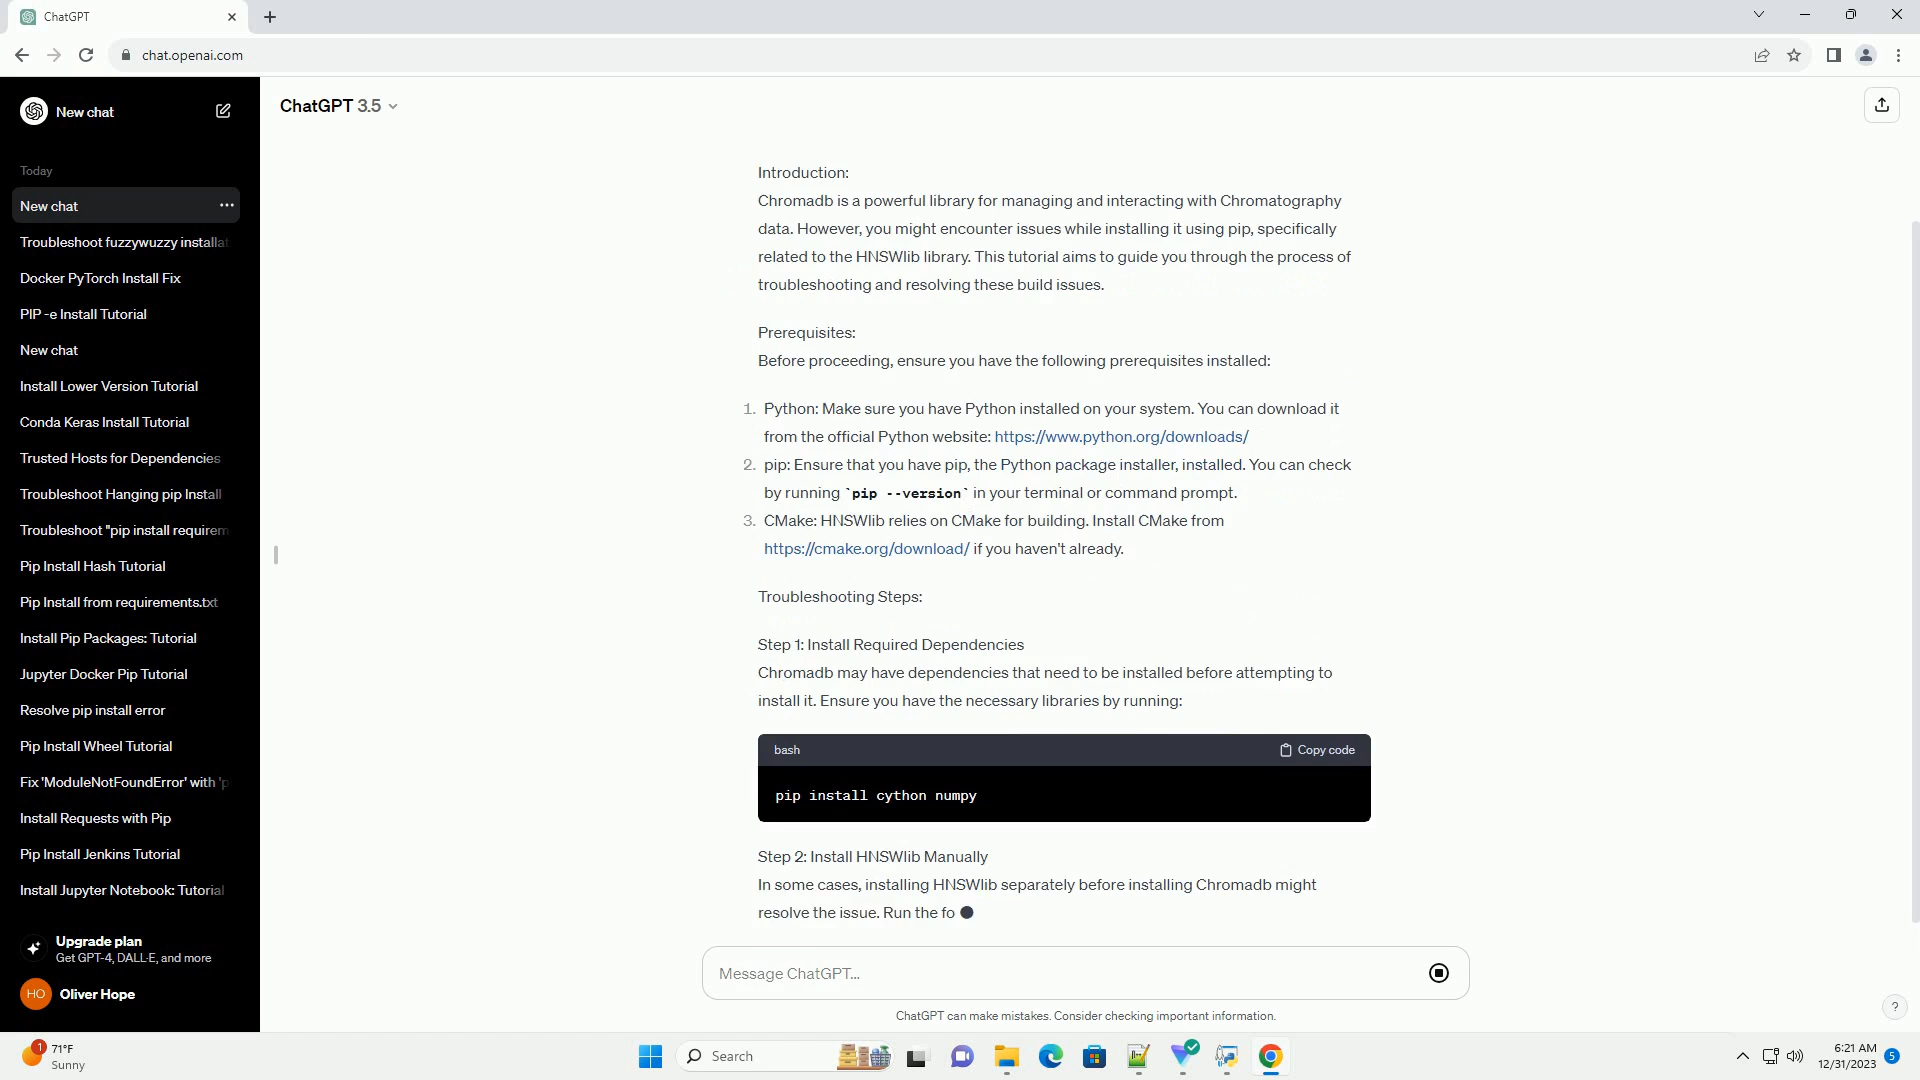 ChatGPT
chat.openai.com
New chat
Today
New chat
Troubleshoot fuzzywuzzy installat
Docker PyTorch Install Fix
PIP -e Install Tutorial
New chat
Install Lower Version Tutorial
Conda Keras Install Tutorial
Trusted Hosts for Dependencies
Troubleshoot Hanging pip Install
Troubleshoot "pip install requirem
Pip Install Hash Tutorial
Pip Install from requirements.txt
Install Pip Packages: Tutorial
Jupyter Docker Pip Tutorial
Resolve pip install error
Pip Install Wheel Tutorial
Fix 'ModuleNotFoundError' with 'p
Install Requests with Pip
Pip Install Jenkins Tutorial
Install Jupyter Notebook: Tutorial
Upgrade plan
Get GPT-4, DALL·E, and more
HO Oliver Hope
ChatGPT 3.5
Introduction:
Chromadb is a powerful library for managing and interacting with Chromatography
data. However, you might encounter issues while installing it using pip, specifically
related to the HNSWlib library. This tutorial aims to guide you through the process of
troubleshooting and resolving these build issues.
Prerequisites:
Before proceeding, ensure you have the following prerequisites installed:
1. Python: Make sure you have Python installed on your system. You can download it
from the official Python website: https://www.python.org/downloads/
2. pip: Ensure that you have pip, the Python package installer, installed. You can check
by running `pip --version` in your terminal or command prompt.
3. CMake: HNSWlib relies on CMake for building. Install CMake from
https://cmake.org/download/ if you haven't already.
Troubleshooting Steps:
Step 1: Install Required Dependencies
Chromadb may have dependencies that need to be installed before attempting to
install it. Ensure you have the necessary libraries by running:
bash Copy code
pip install cython numpy
Step 2: Install HNSWlib Manually
In some cases, installing HNSWlib separately before installing Chromadb might
resolve the issue. Run the fo
Message ChatGPT...
ChatGPT can make mistakes. Consider checking important information.
?
1
71°F
Sunny
Search
6:21 AM
12/31/2023
5